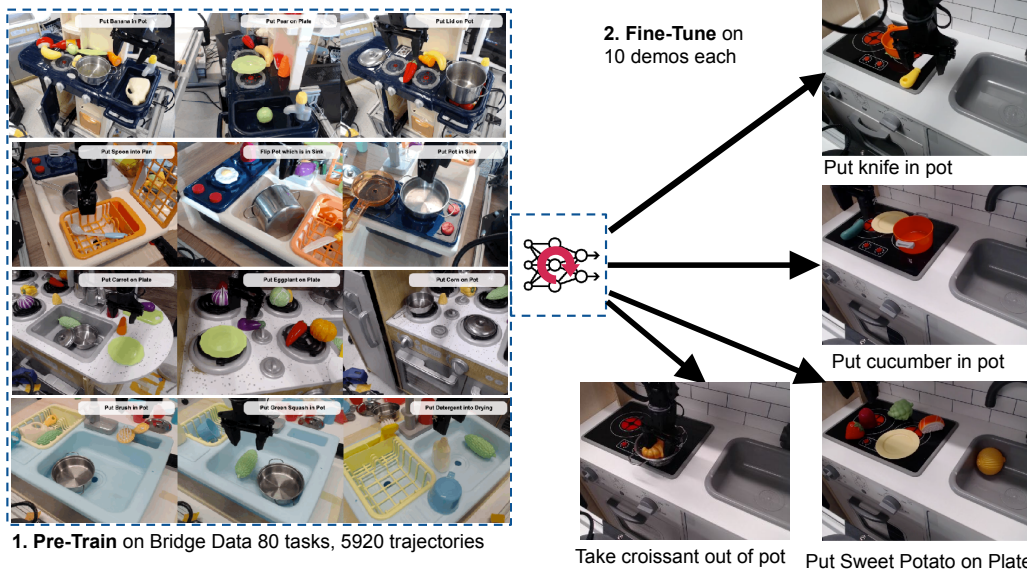 Put Banana in Pot
Put Pear on Plate
Put Lid on Pot
Put Spoon into Pan
Flip Pot which is in Sink
Put Pot in Sink
Put Carrot on Plate
Put Eggplant on Plate
Put Corn on Pot
Put Brush in Pot
Put Green Squash in Pot
Put Detergent into Drying
1. Pre-Train on Bridge Data 80 tasks, 5920 trajectories
2. Fine-Tune on
10 demos each
Put knife in pot
Put cucumber in pot
Take croissant out of pot
Put Sweet Potato on Plate